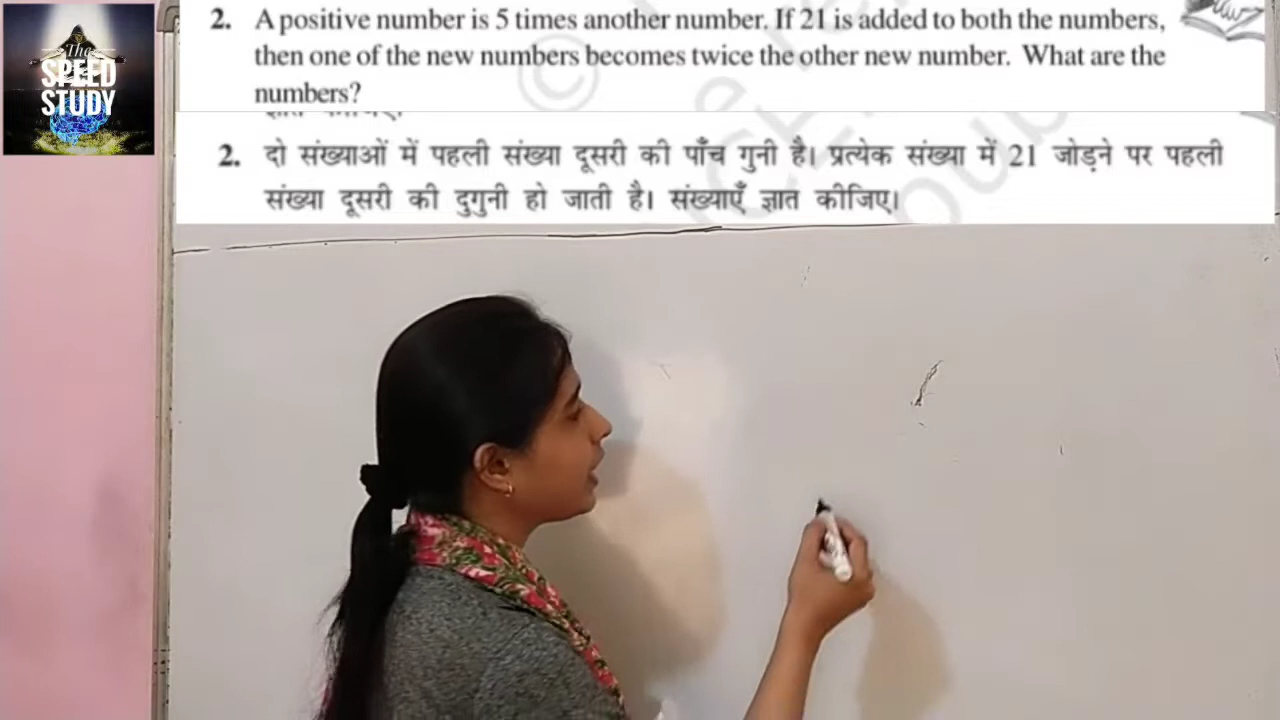 The
SPEED
STUDY
2. A positive number is 5 times another number. If 21 is added to both the numbers,
then one of the new numbers becomes twice the other new number. What are the
numbers?
2. दो संख्याओं में पहली संख्या दूसरी की पाँच गुनी है। प्रत्येक संख्या में 21 जोड़ने पर पहली
संख्या दूसरी की दुगुनी हो जाती है। संख्याएँ ज्ञात कीजिए।